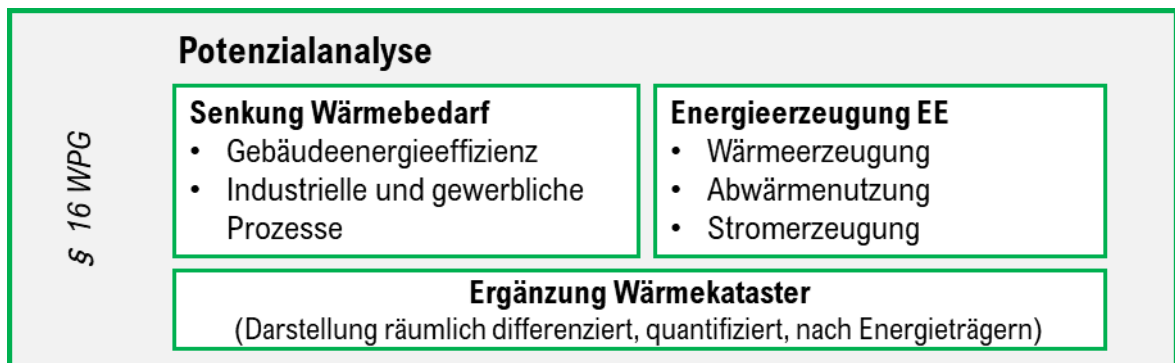 § 16 WPG
Potenzialanalyse
Senkung Wärmebedarf
• Gebäudeenergieeffizienz
• Industrielle und gewerbliche
Prozesse
Energieerzeugung EE
• Wärmeerzeugung
• Abwärmenutzung
• Stromerzeugung
Ergänzung Wärmekataster
(Darstellung räumlich differenziert, quantifiziert, nach Energieträgern)